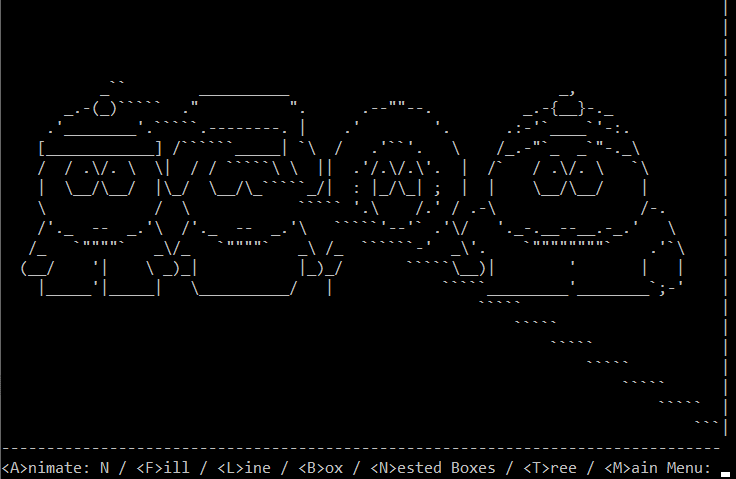 <A>nimate: N / <F>ill / <L>ine / <B>ox / <N>ested Boxes / <T>ree / <M>ain Menu: